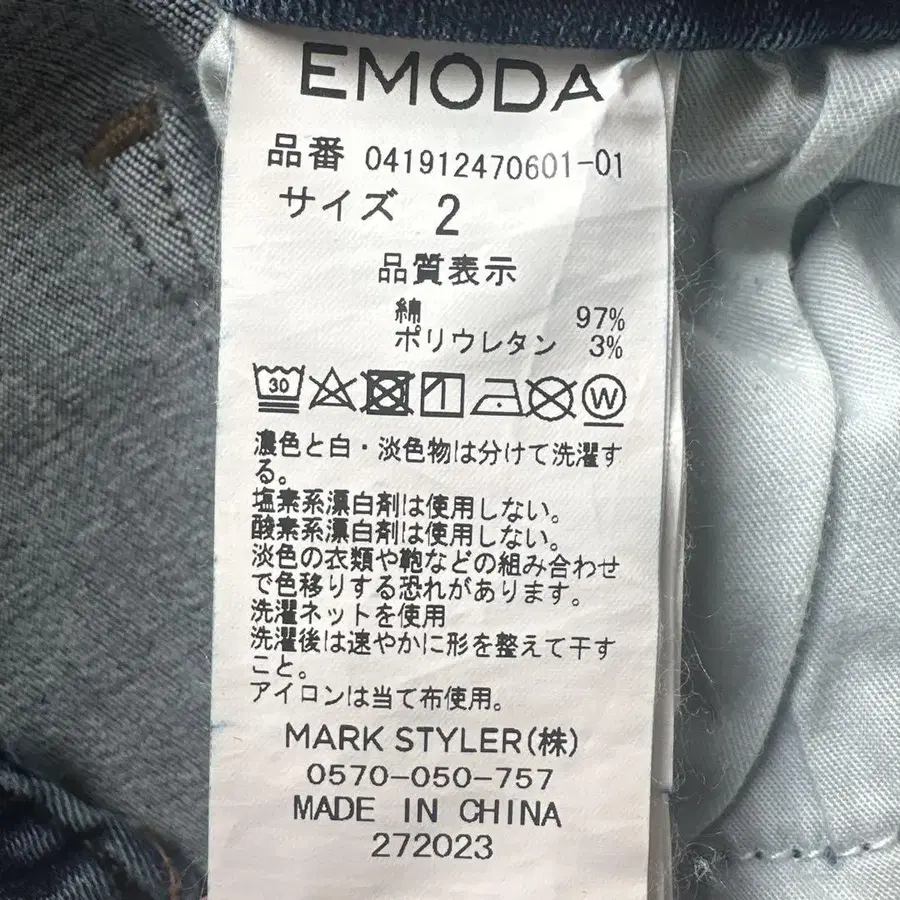 EMODA
品番 041912470601-01
サイズ 2
品質表示
綿 97%
ポリウレタン 3%
30 W
濃色と白・淡色物は分けて洗濯す
る。
塩素系漂白剤は使用しない。
酸素系漂白剤は使用しない。
淡色の衣類や鞄などの組み合わせ
で色移りする恐れがあります。
洗濯ネットを使用
洗濯後は速やかに形を整えて干す
こと。
アイロンは当て布使用。
MARK STYLER(株)
0570-050-757
MADE IN CHINA
272023